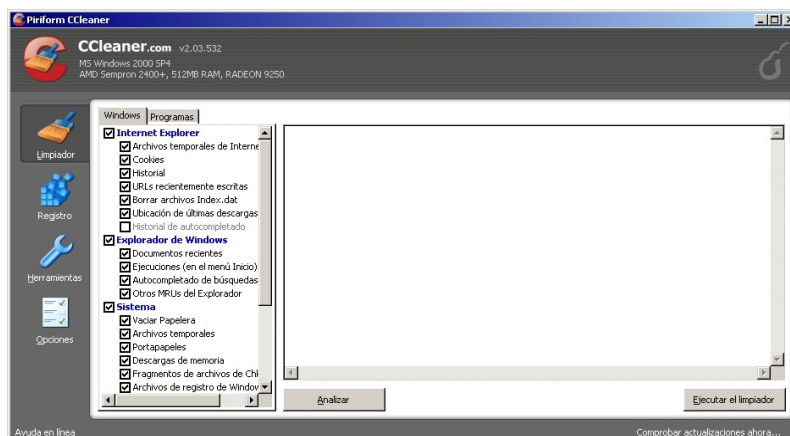 Piriform CCleaner
CCleaner.com v2.03.532
MS Windows 2000 SP4
AMD Sempron 2400+, 512MB RAM, RADEON 9250
Limpiador
Registro
Herramientas
Opciones
Windows Programas
Internet Explorer
Archivos temporales de Interne
Cookies
Historial
URLs recientemente escritas
Borrar archivos Index.dat
Ubicación de últimas descargas
Historial de autocompletado
Explorador de Windows
Documentos recientes
Ejecuciones (en el menú Inicio)
Autocompletado de búsquedas
Otros MRUs del Explorador
Sistema
Vaciar Papelera
Archivos temporales
Portapapeles
Descargas de memoria
Fragmentos de archivos de Chk
Archivos de registro de Window
Analizar
Ejecutar el limpiador
Ayuda en línea
Comprobar actualizaciones ahora...